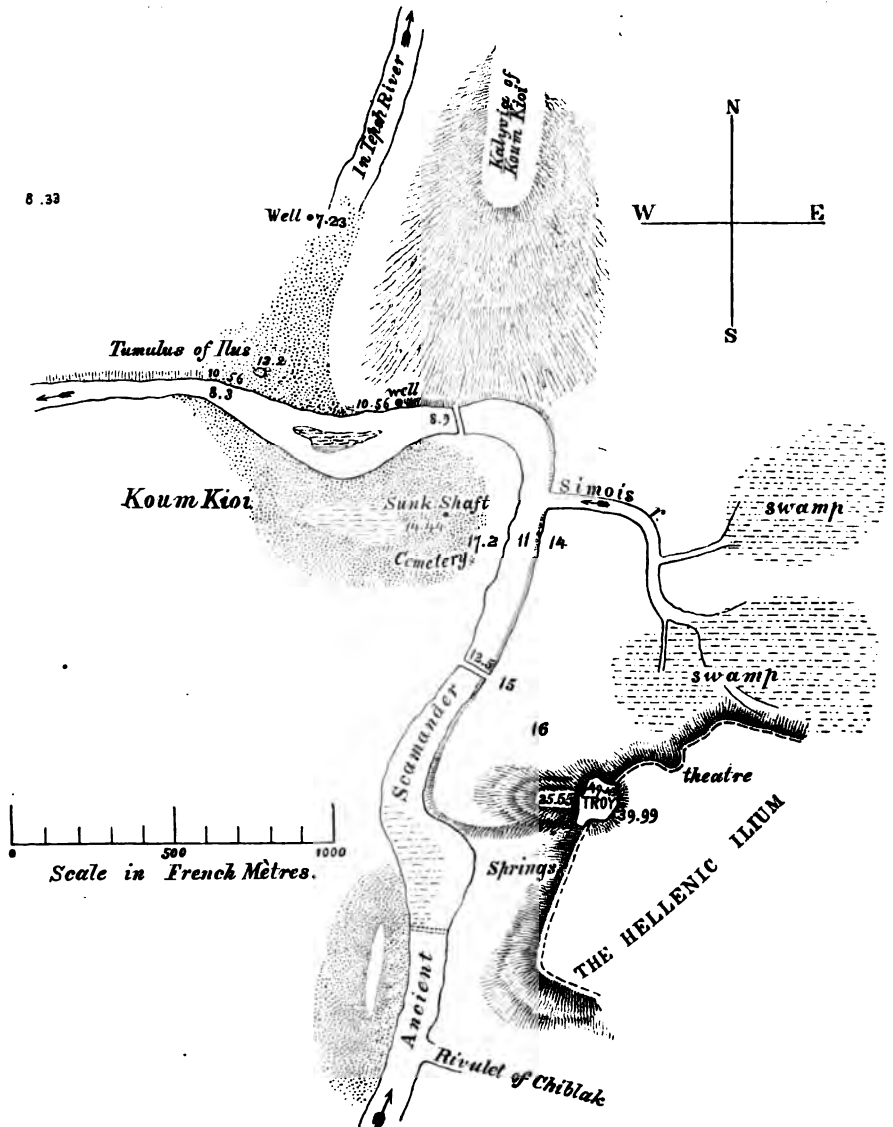 In Tepeh River
Kalyvia of
Koum Kioi
N
W E
S
8.33
Well 7.23
Tumulus of Ilus
13.2
10.56
8.3
well
10.56
8.9
Koum Kioi
Simois r.
swamp
Sunk Shaft
14.44
Cemetery
17.2
11
14
12.5
15
swamp
16
Scamander
theatre
25.55
TROY
39.99
0 500 1000
Scale in French Mètres.
Springs
THE HELLENIC ILIUM
Ancient
Rivulet of Chiblak